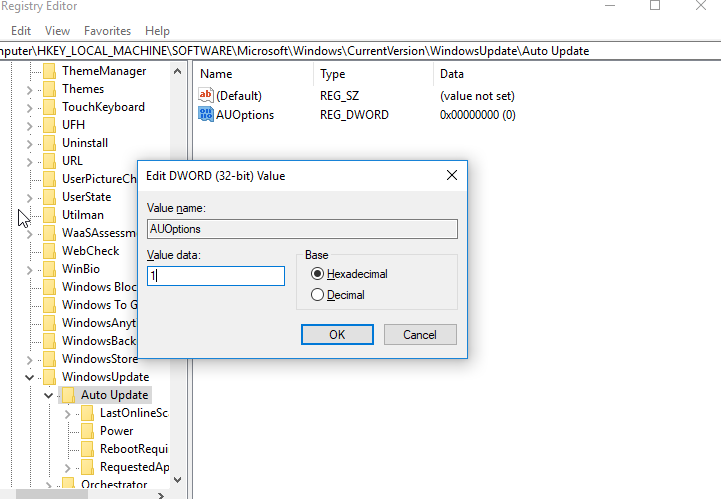 Registry Editor
Edit View Favorites Help
mputer\HKEY_LOCAL_MACHINE\SOFTWARE\Microsoft\Windows\CurrentVersion\WindowsUpdate\Auto Update
ThemeManager
Themes
TouchKeyboard
UFH
Uninstall
URL
UserPictureCh
UserState
Utilman
WaaSAssessm
WebCheck
WinBio
Windows Bloc
Windows To G
WindowsAnyt
WindowsBack
WindowsStore
WindowsUpdate
Auto Update
LastOnlineSca
Power
RebootRequi
RequestedAp
Orchestrator
Name Type Data
ab (Default) REG_SZ (value not set)
AUOptions REG_DWORD 0x00000000 (0)
Edit DWORD (32-bit) Value
Value name:
AUOptions
Value data:
1
Base
Hexadecimal
Decimal
OK Cancel